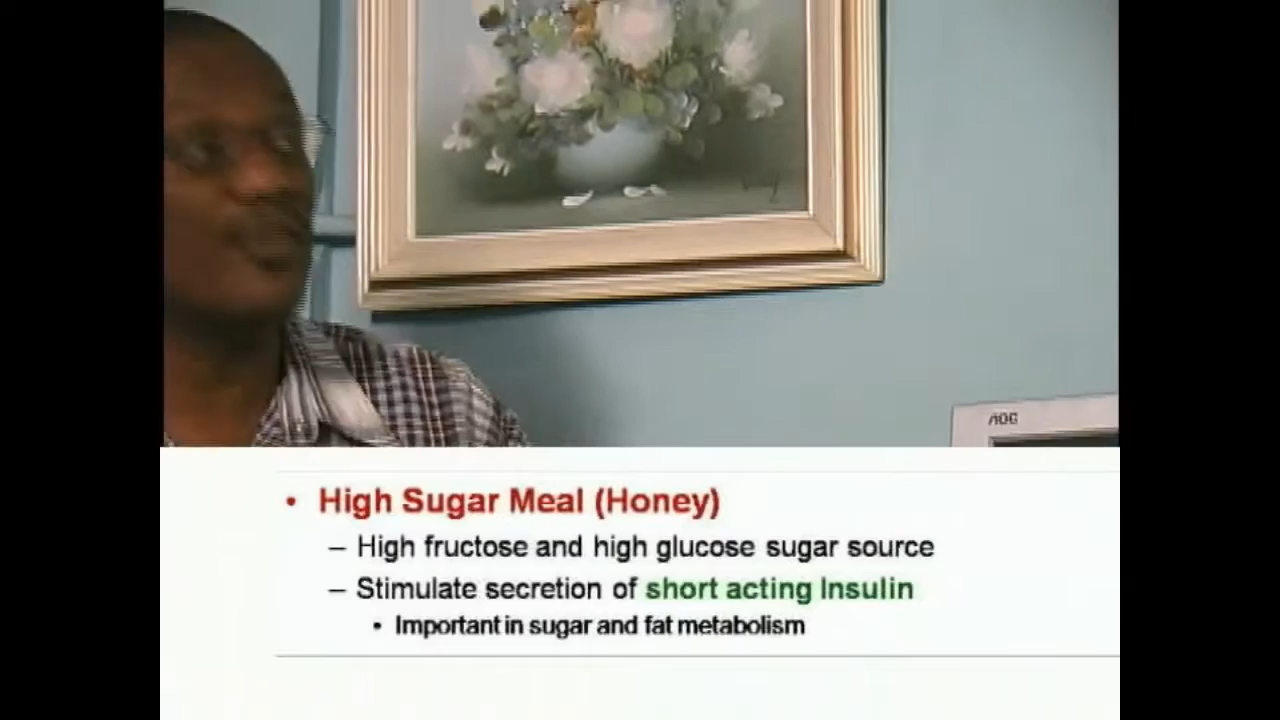 AOC
• High Sugar Meal (Honey)
– High fructose and high glucose sugar source
– Stimulate secretion of short acting Insulin
• Important in sugar and fat metabolism